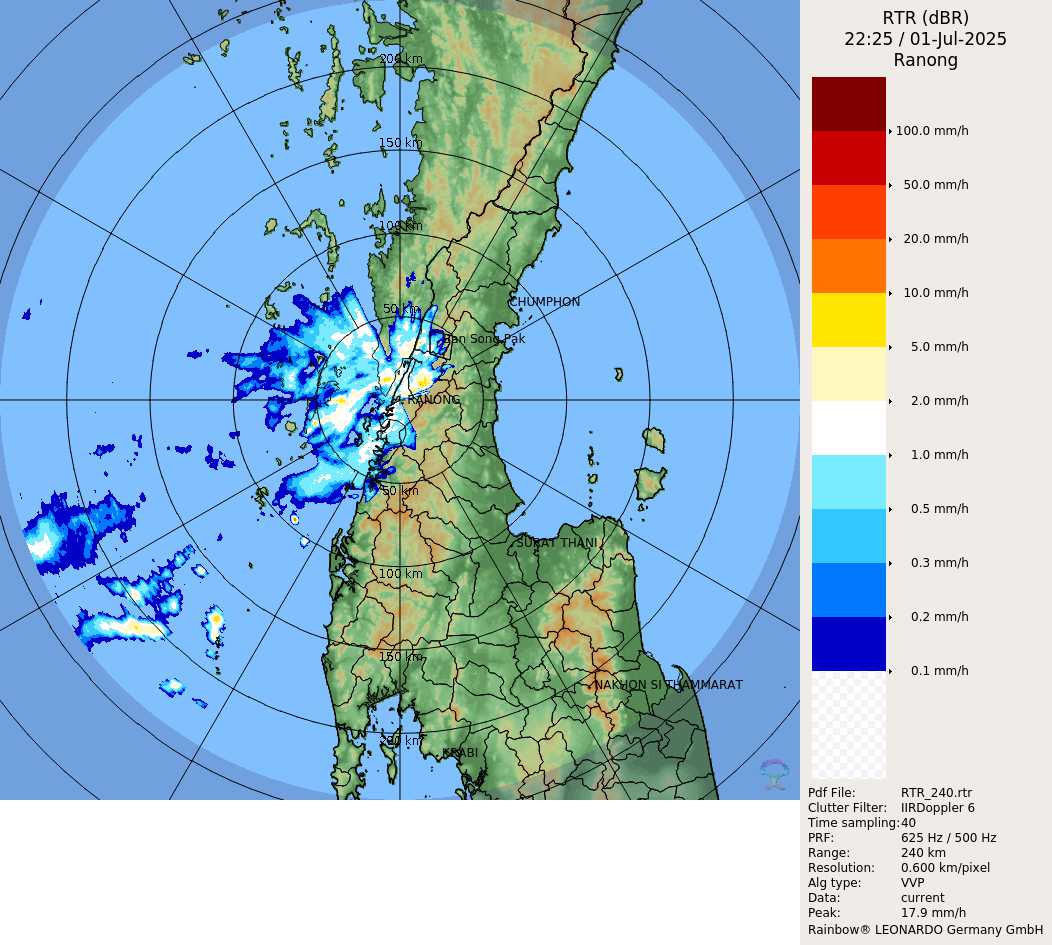 RTR (dBR)
22:25 / 01-Jul-2025
Ranong
200 km
150 km
100 km
50 km
CHUMPHON
Ban Song Pak
RANONG
50 km
SURAT THANI
100 km
150 km
NAKHON SI THAMMARAT
200 km
KRABI
100.0 mm/h
50.0 mm/h
20.0 mm/h
10.0 mm/h
5.0 mm/h
2.0 mm/h
1.0 mm/h
0.5 mm/h
0.3 mm/h
0.2 mm/h
0.1 mm/h
Pdf File: RTR_240.rtr
Clutter Filter: IIRDoppler 6
Time sampling:40
PRF: 625 Hz / 500 Hz
Range: 240 km
Resolution: 0.600 km/pixel
Alg type: VVP
Data: current
Peak: 17.9 mm/h
Rainbow® LEONARDO Germany GmbH